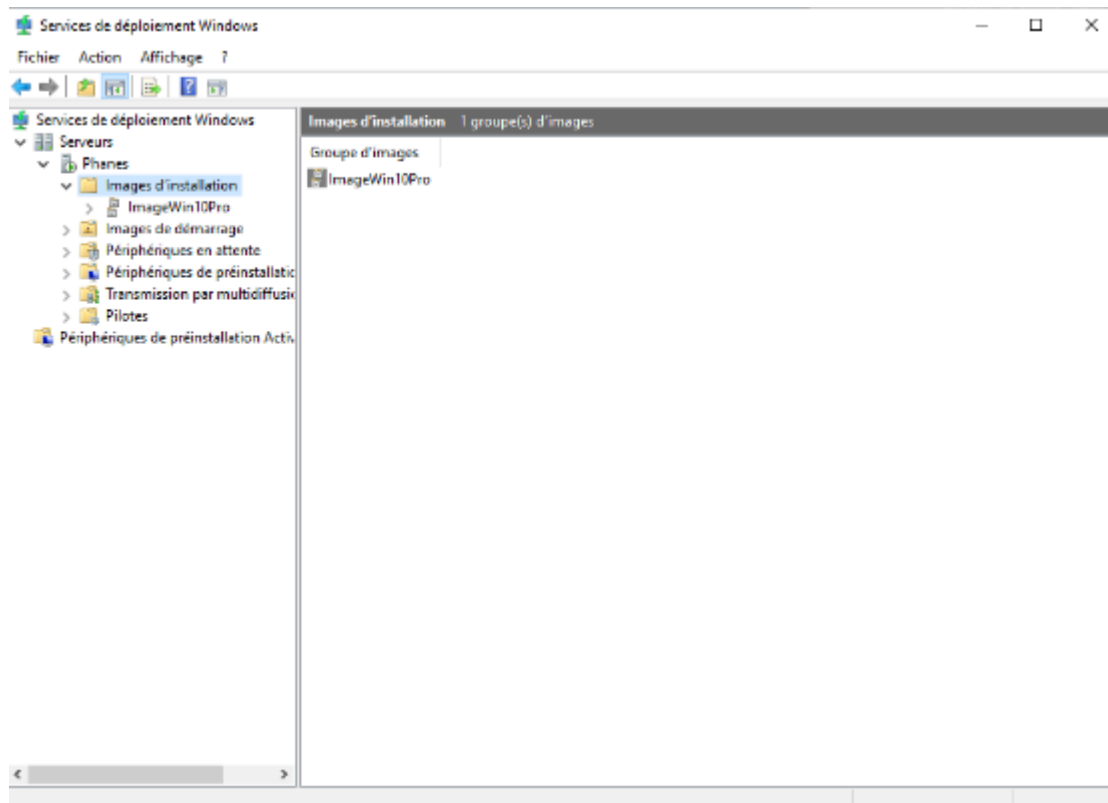 Services de déploiement Windows
Fichier Action Affichage ?
Services de déploiement Windows
Serveurs
Phanes
Images d'installation
ImageWin10Pro
Images de démarrage
Périphériques en attente
Périphériques de préinstallatic
Transmission par multidiffusi
Pilotes
Périphériques de préinstallation Activ
Images d'installation 1 groupe(s) d'images
Groupe d'images
ImageWin10Pro